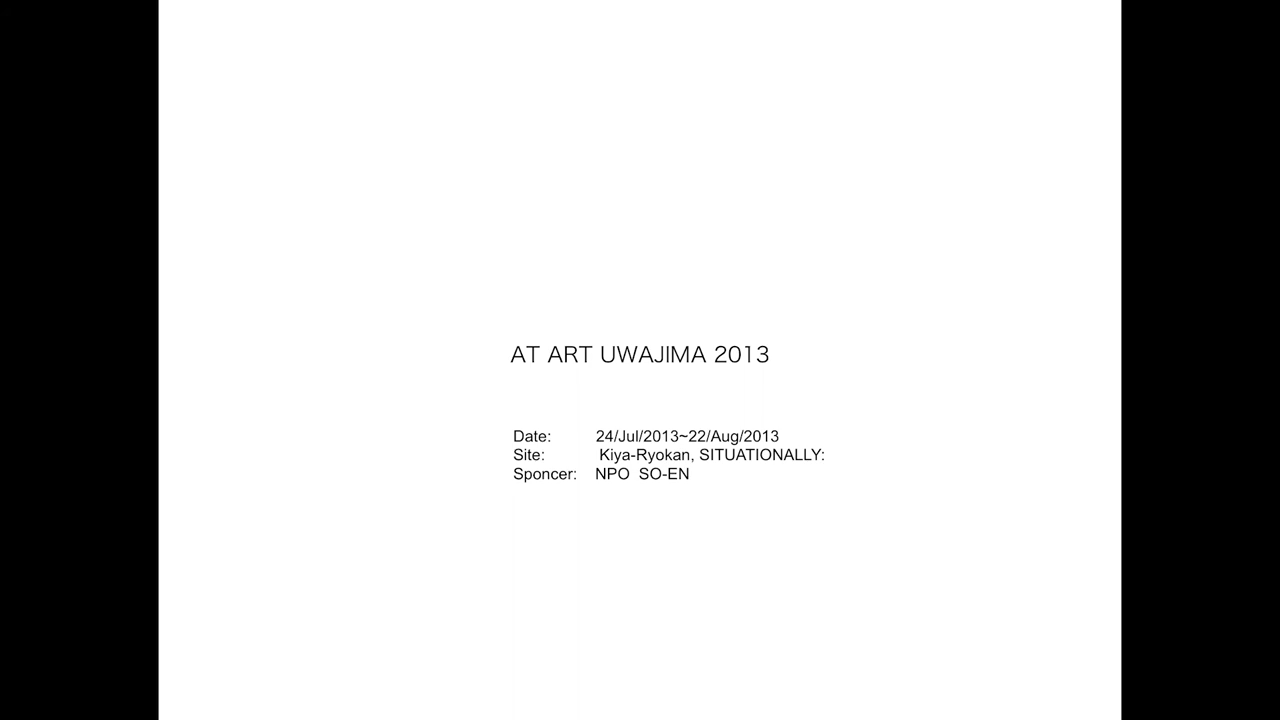 AT ART UWAJIMA 2013
Date: 24/Jul/2013~22/Aug/2013
Site: Kiya-Ryokan, SITUATIONALLY:
Sponcer: NPO SO-EN